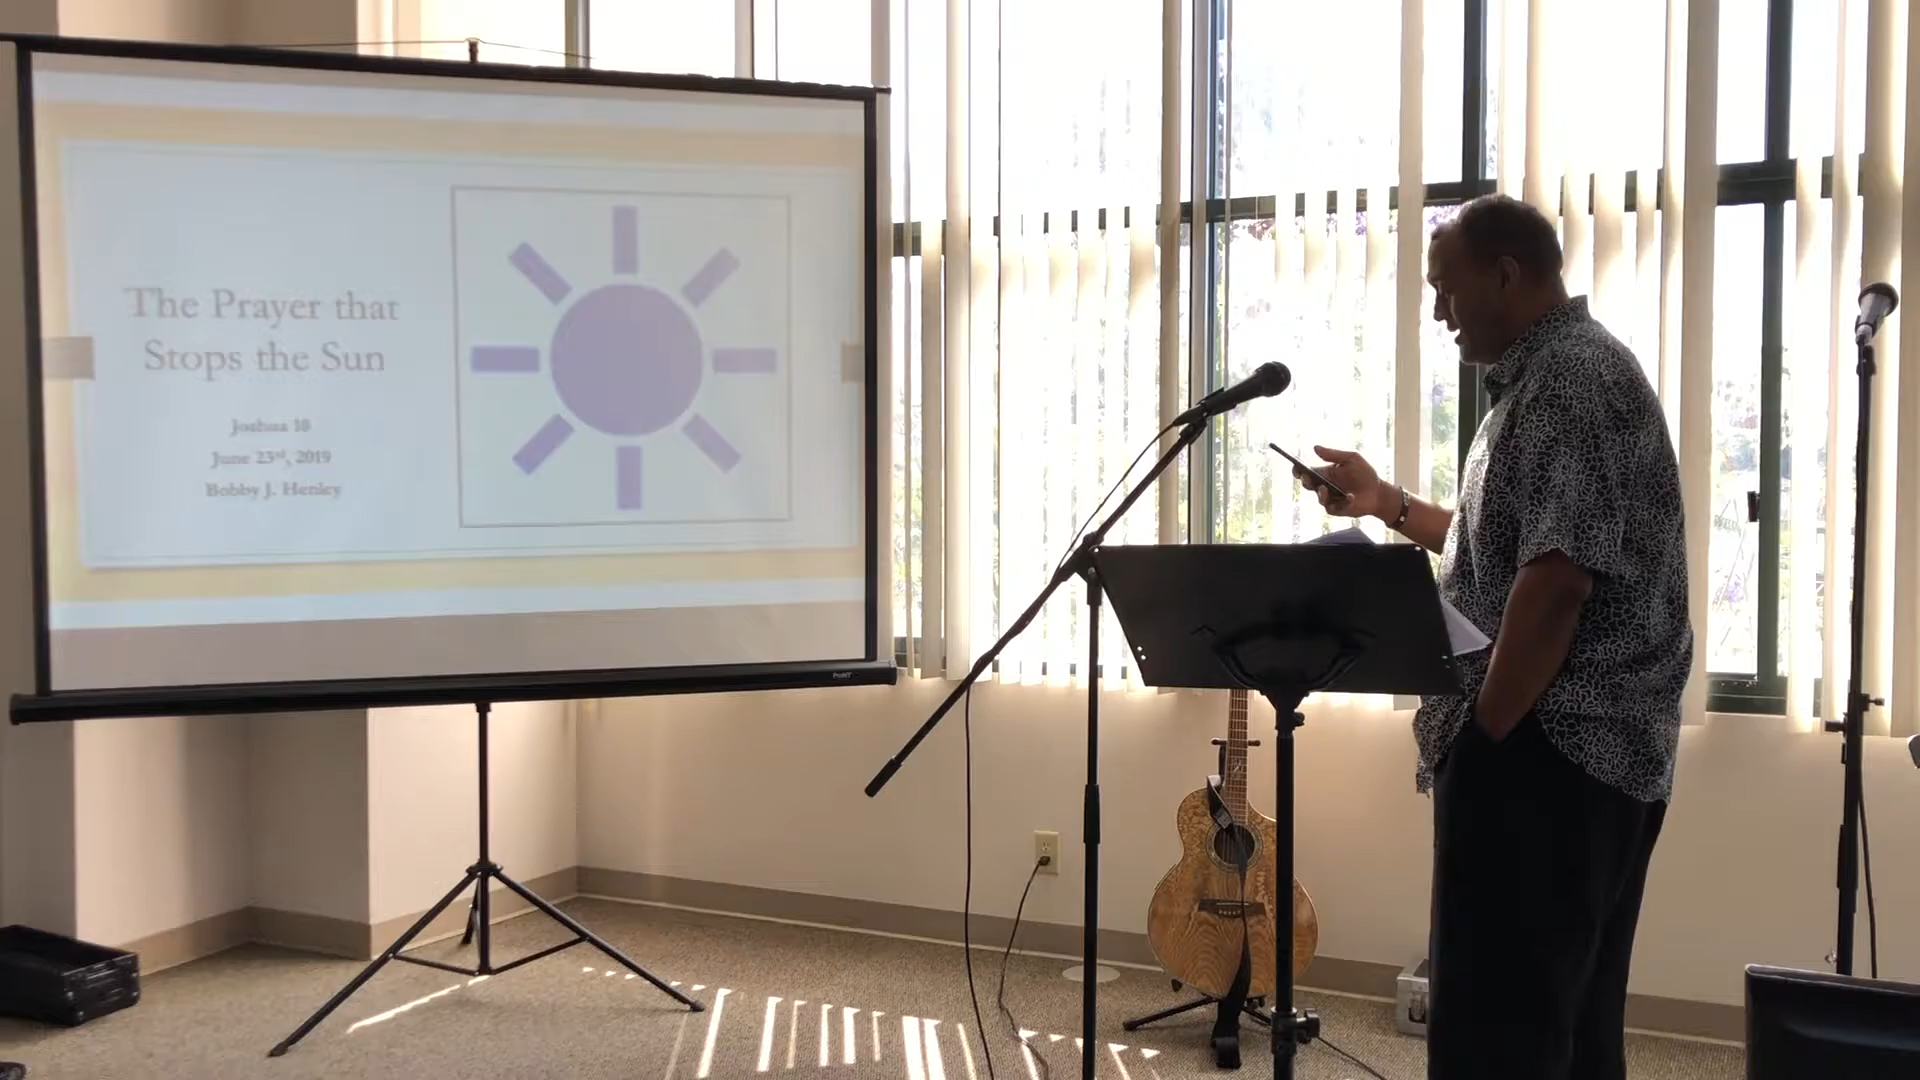 The Prayer that
Stops the Sun
Joshua 10
June 23rd, 2019
Bobby J. Henley